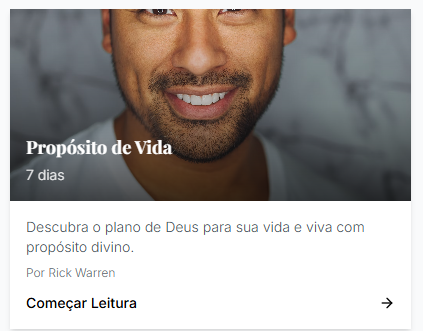 Propósito de Vida
7 dias
Descubra o plano de Deus para sua vida e viva com
propósito divino.
Por Rick Warren
Começar Leitura